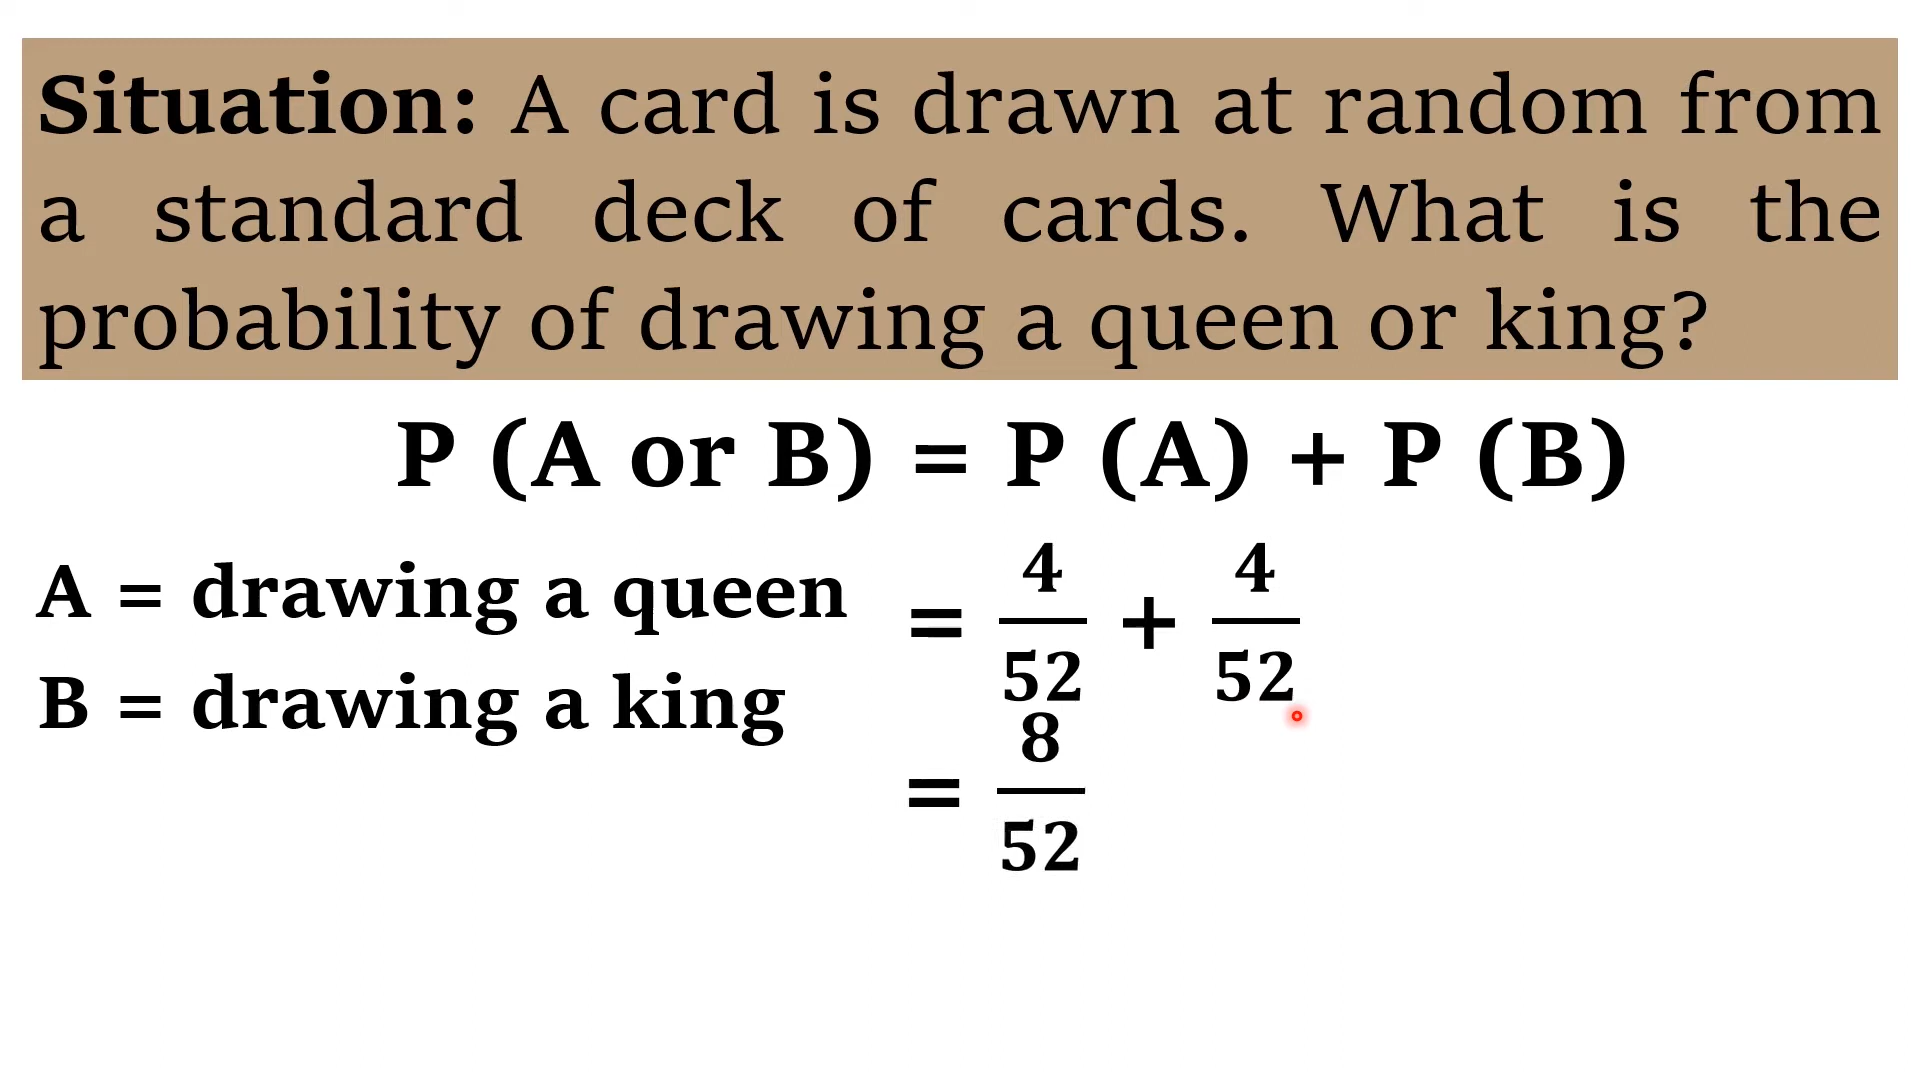 Situation: A card is drawn at random from
a standard deck of cards. What is the
probability of drawing a queen or king?
P (A or B) = P (A) + P (B)
A = drawing a queen
B = drawing a king
= 4/52 + 4/52
= 8/52